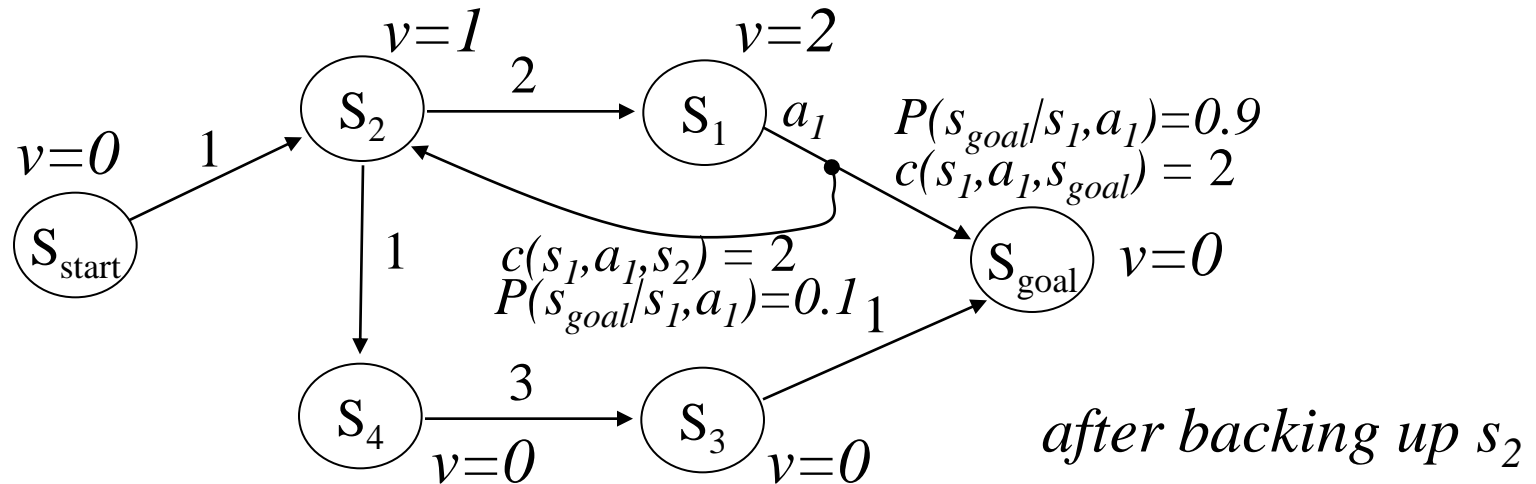 v=1
v=2
2
S2
S1
a1
P(sgoal/s1,a1)=0.9
c(s1,a1,sgoal) = 2
v=0
1
Sstart
1
c(s1,a1,s2) = 2
P(sgoal/s1,a1)=0.1
Sgoal
v=0
1
3
S4
S3
v=0
v=0
after backing up s2